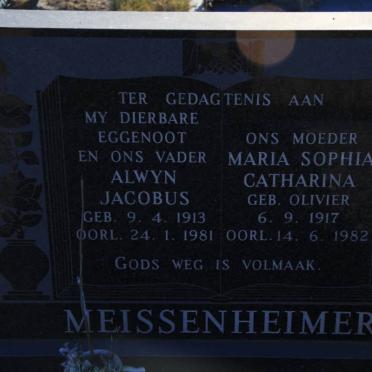 TER GEDAGTENIS AAN
MY DIERBARE
EGGENOOT
EN ONS VADER
ALWYN
JACOBUS
GEB. 9. 4. 1913
OORL. 24. 1. 1981
ONS MOEDER
MARIA SOPHIA
CATHARINA
GEB. OLIVIER
6. 9. 1917
OORL. 14. 6. 1982
GODS WEG IS VOLMAAK.
MEISSENHEIMER